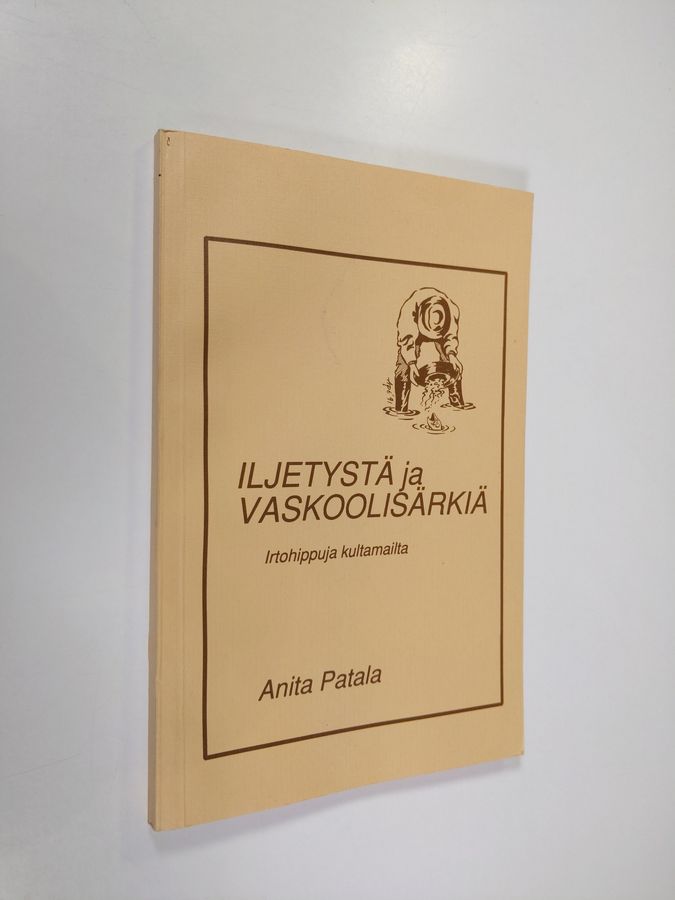 ILJETYSTÄ ja
VASKOOLISÄRKIÄ
Irtohippuja kultamailta
Anita Patala